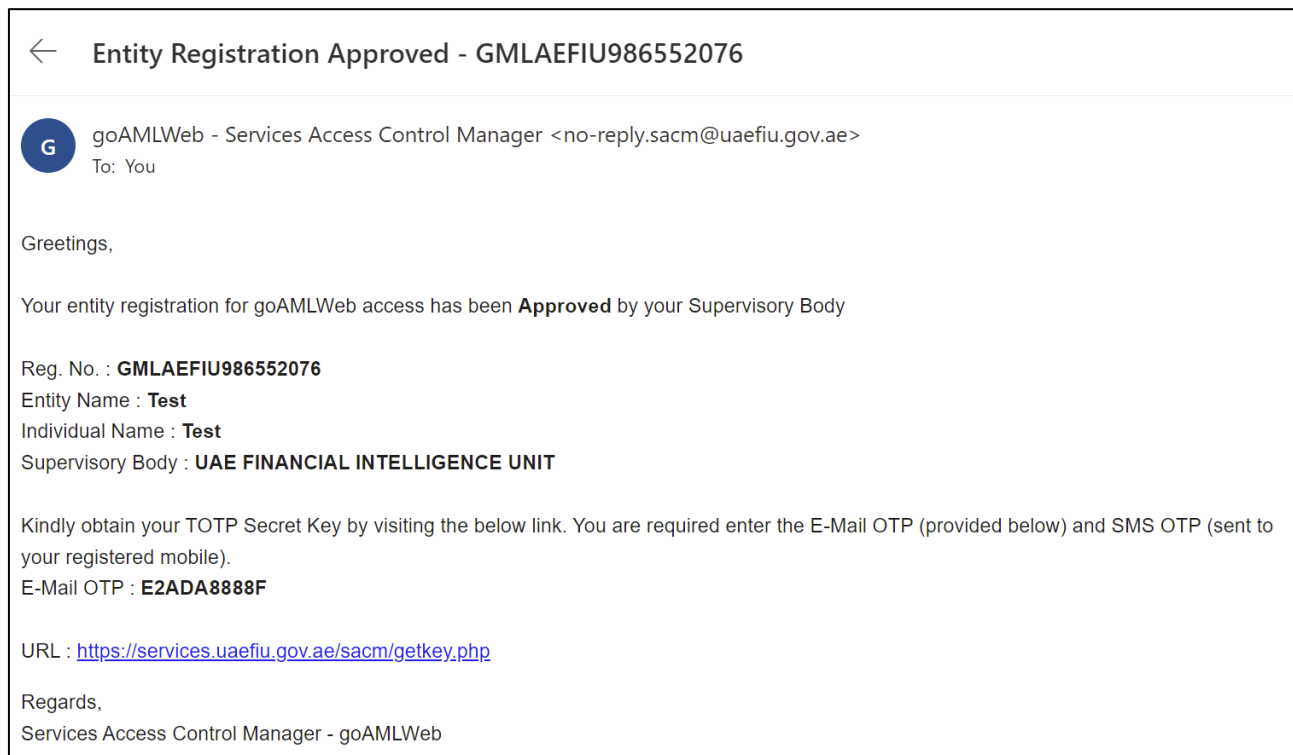 Entity Registration Approved - GMLAEFIU986552076
G
goAMLWeb - Services Access Control Manager <no-reply.sacm@uaefiu.gov.ae>
To: You
Greetings,
Your entity registration for goAMLWeb access has been Approved by your Supervisory Body
Reg. No. : GMLAEFIU986552076
Entity Name : Test
Individual Name : Test
Supervisory Body : UAE FINANCIAL INTELLIGENCE UNIT
Kindly obtain your TOTP Secret Key by visiting the below link. You are required enter the E-Mail OTP (provided below) and SMS OTP (sent to
your registered mobile).
E-Mail OTP : E2ADA8888F
URL : https://services.uaefiu.gov.ae/sacm/getkey.php
Regards,
Services Access Control Manager - goAMLWeb